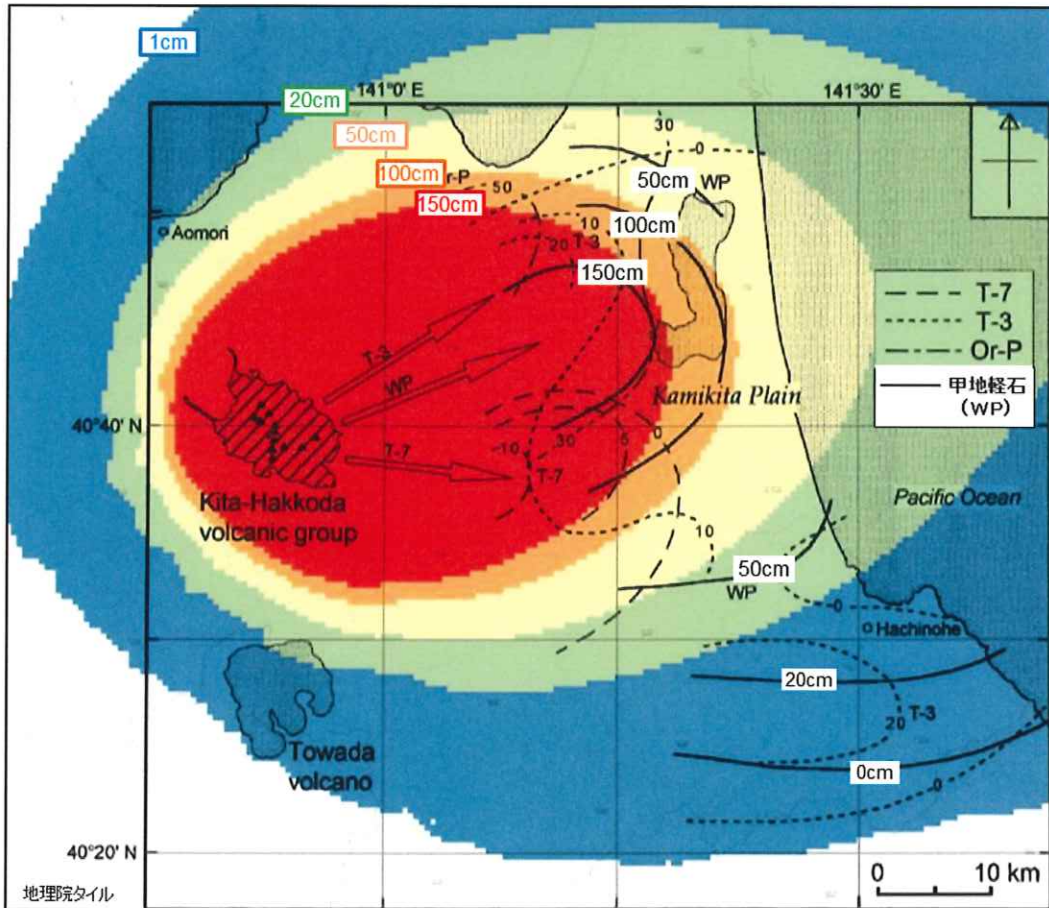 1cm
20cm
141°0' E
141°30' E
50cm
30
0
100cm
Or-P
50
50cm
WP
150cm
10
100cm
Aomori
20
T-3
150cm
T-7
T-3
Or-P
甲地軽石
(WP)
T-3
WP
Kamikita Plain
40°40'
T-7
10
30
5
0
T-7
Kita-Hakkoda
volcanic group
Pacific Ocean
10
50cm
WP
0
Hachinohe
20cm
T-3
20
Towada
volcano
0cm
0
40°20' N
0
10 km
地理院タイル